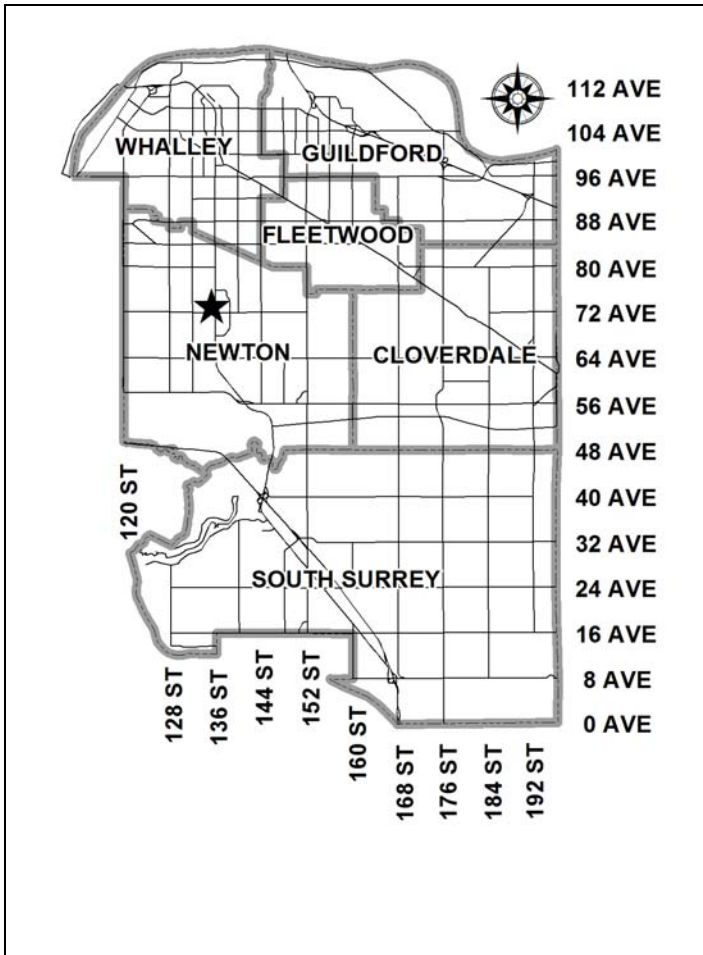 112 AVE
104 AVE
WHALLEY
GUILDFORD
96 AVE
88 AVE
FLEETWOOD
80 AVE
72 AVE
NEWTON
CLOVERDALE
64 AVE
56 AVE
48 AVE
120 ST
40 AVE
32 AVE
SOUTH SURREY
24 AVE
16 AVE
8 AVE
0 AVE
128 ST
136 ST
144 ST
152 ST
160 ST
168 ST
176 ST
184 ST
192 ST